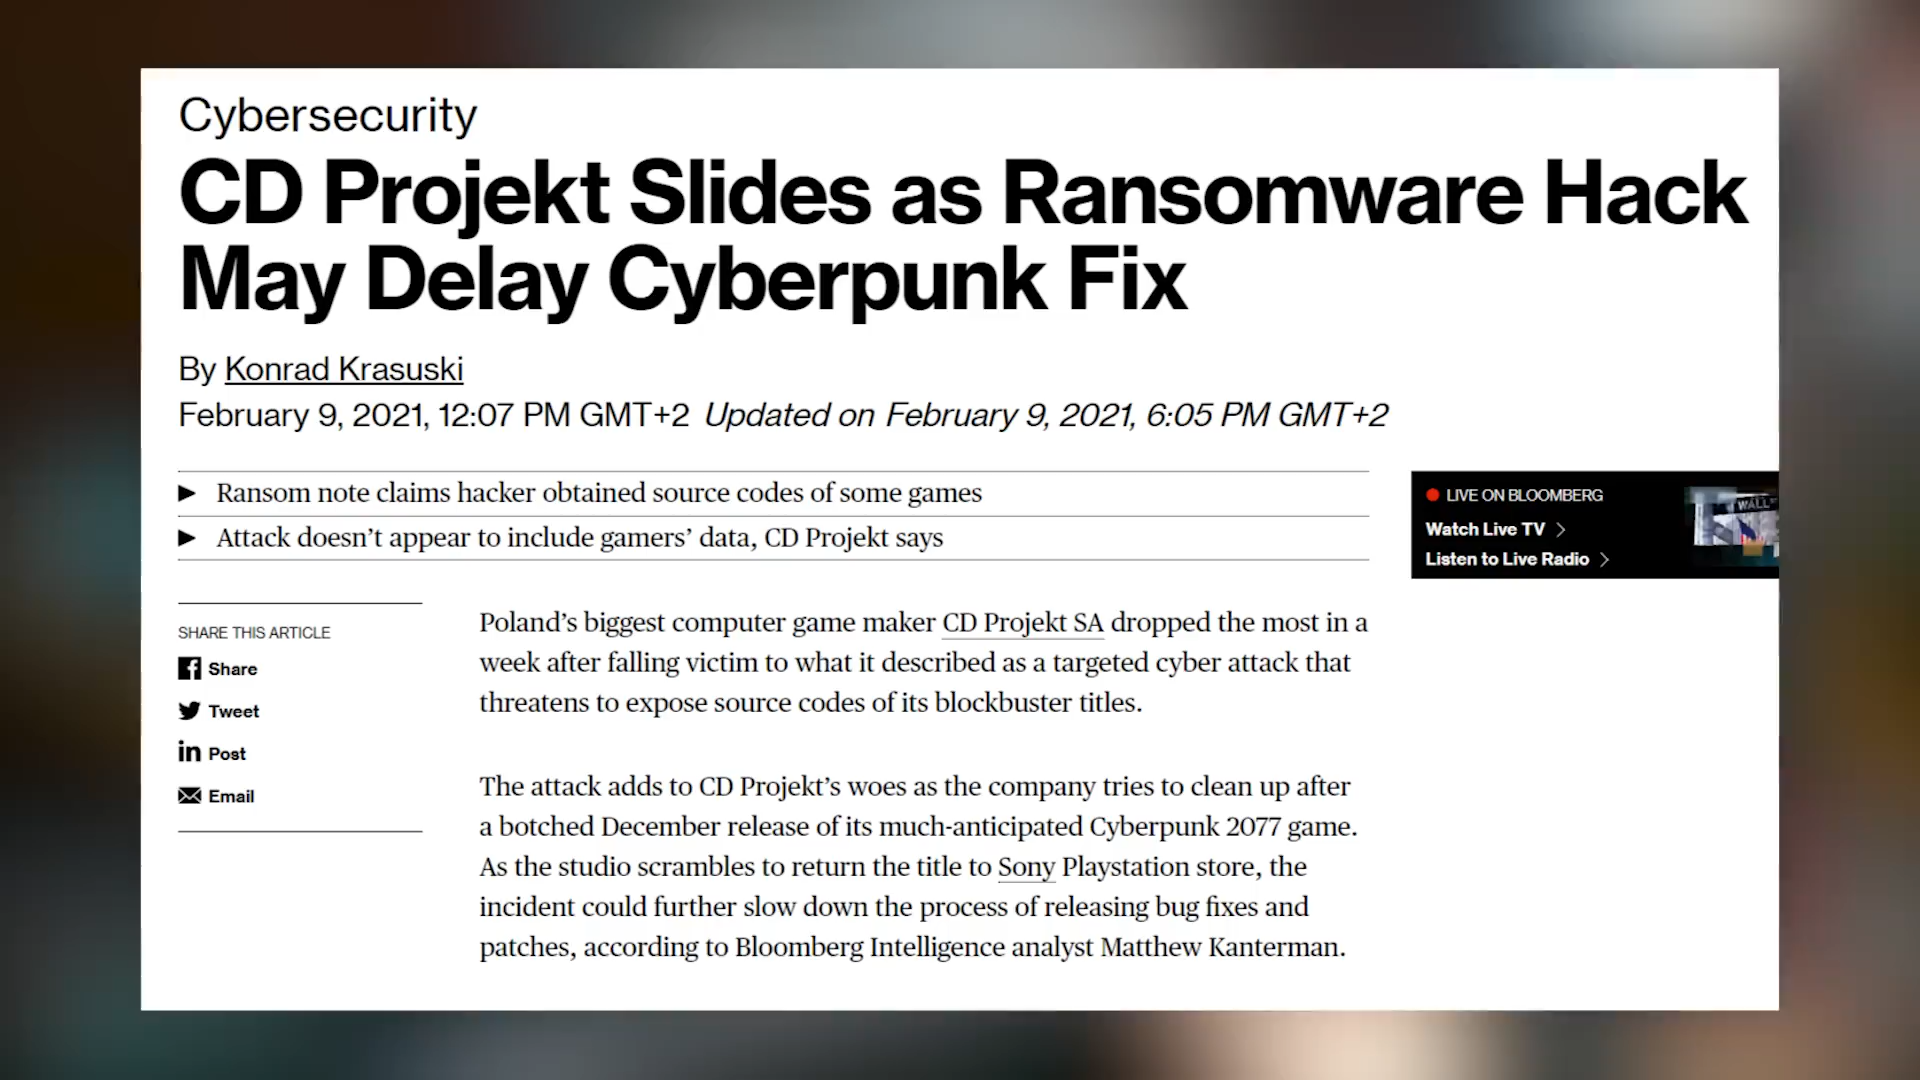 Cybersecurity
CD Projekt Slides as Ransomware Hack
May Delay Cyberpunk Fix
By Konrad Krasuski
February 9, 2021, 12:07 PM GMT+2 Updated on February 9, 2021, 6:05 PM GMT+2
▶ Ransom note claims hacker obtained source codes of some games
▶ Attack doesn’t appear to include gamers’ data, CD Projekt says
LIVE ON BLOOMBERG
Watch Live TV >
Listen to Live Radio >
WALL
SHARE THIS ARTICLE
Share
Tweet
Post
Email
Poland’s biggest computer game maker CD Projekt SA dropped the most in a
week after falling victim to what it described as a targeted cyber attack that
threatens to expose source codes of its blockbuster titles.
The attack adds to CD Projekt’s woes as the company tries to clean up after
a botched December release of its much-anticipated Cyberpunk 2077 game.
As the studio scrambles to return the title to Sony Playstation store, the
incident could further slow down the process of releasing bug fixes and
patches, according to Bloomberg Intelligence analyst Matthew Kanterman.